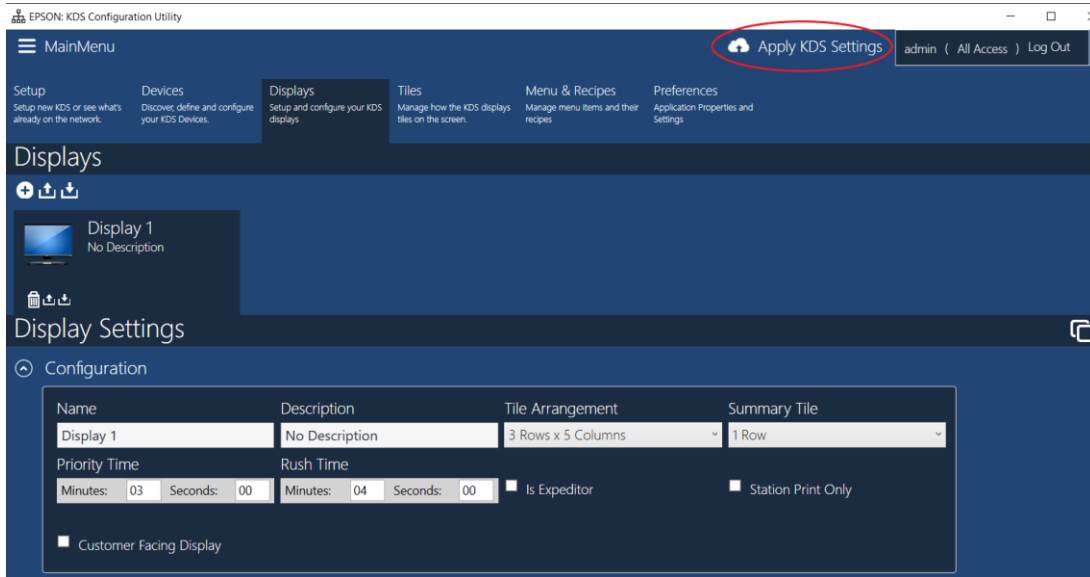 EPSON: KDS Configuration Utility
MainMenu
Apply KDS Settings
admin ( All Access ) Log Out
Setup
Setup new KDS or see what's
already on the network.
Devices
Discover, define and configure
your KDS Devices.
Displays
Setup and configure your KDS
displays
Tiles
Manage how the KDS displays
tiles on the screen.
Menu & Recipes
Manage menu items and their
recipes
Preferences
Application Properties and
Settings
Displays
Display 1
No Description
Display Settings
Configuration
Name
Display 1
Description
No Description
Tile Arrangement
3 Rows x 5 Columns
Summary Tile
1 Row
Priority Time
Minutes: 03 Seconds: 00
Rush Time
Minutes: 04 Seconds: 00
Is Expeditor
Station Print Only
Customer Facing Display